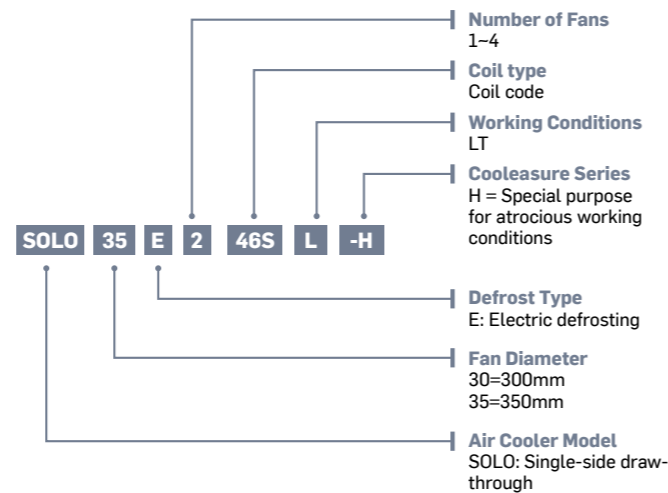 Number of Fans
1~4
Coil type
Coil code
Working Conditions
LT
Cooleasure Series
H = Special purpose
for atrocious working
conditions
SOLO 35 E 2 46S L -H
Defrost Type
E: Electric defrosting
Fan Diameter
30=300mm
35=350mm
Air Cooler Model
SOLO: Single-side draw-
through